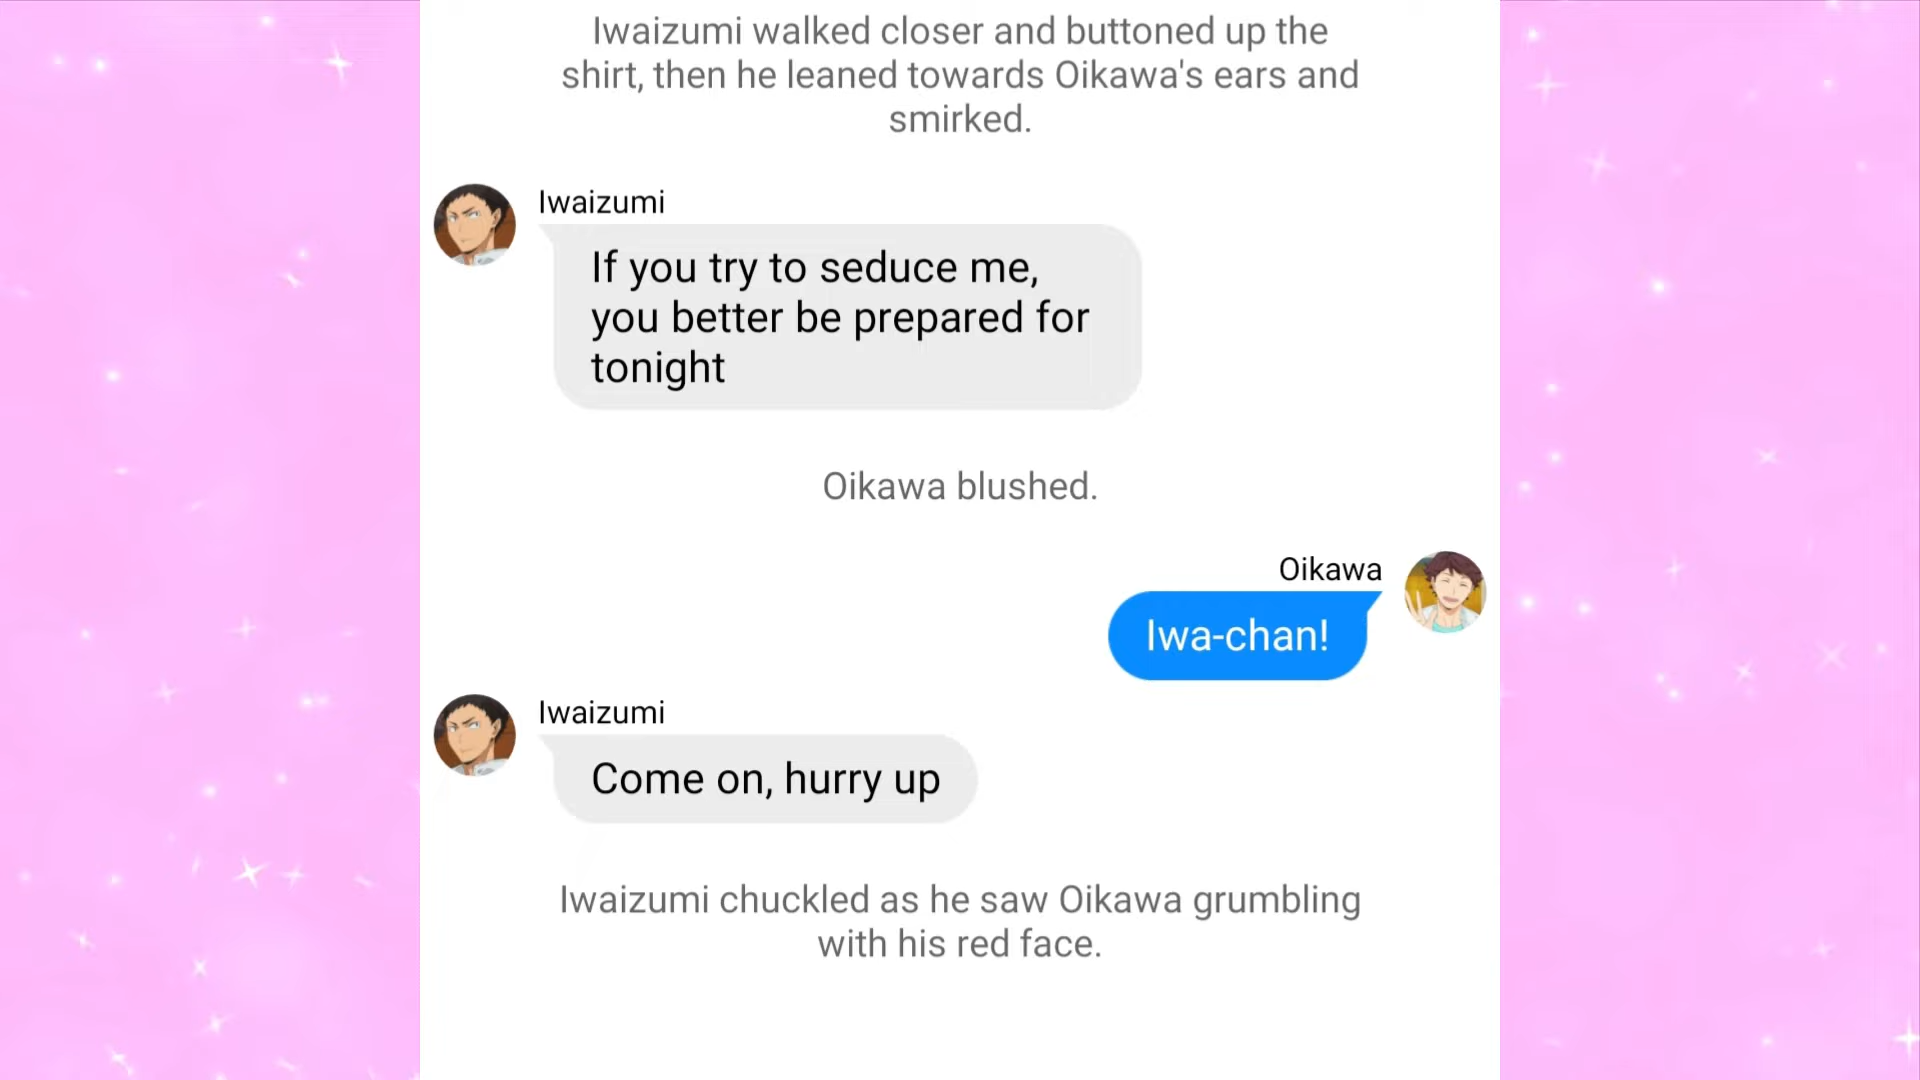 Iwaizumi walked closer and buttoned up the
shirt, then he leaned towards Oikawa's ears and
smirked.
Iwaizumi
If you try to seduce me,
you better be prepared for
tonight
Oikawa blushed.
Oikawa
Iwa-chan!
Iwaizumi
Come on, hurry up
Iwaizumi chuckled as he saw Oikawa grumbling
with his red face.